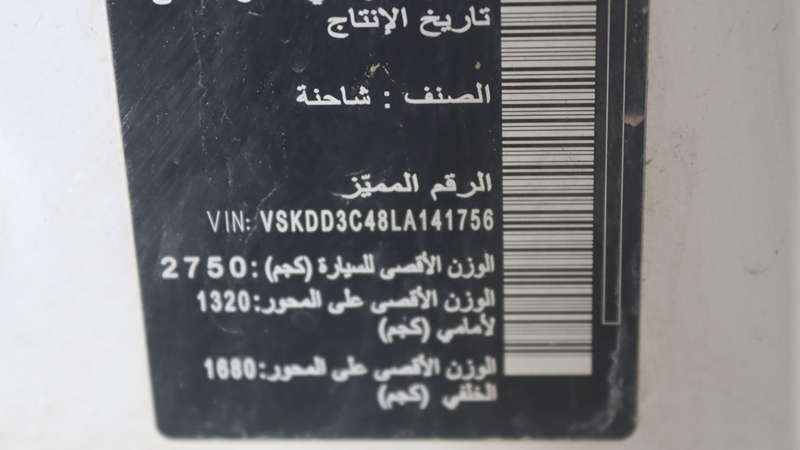 تاريخ الإنتاج
الصنف : شاحنة
الرقم المميّز
VIN: VSKDD3C48LA141756
الوزن الأقصى للسيارة (كجم): 2750
الوزن الأقصى على المحور: 1320
لأمامي (كجم)
الوزن الأقصى على المحور: 1680
الخلفي (كجم)